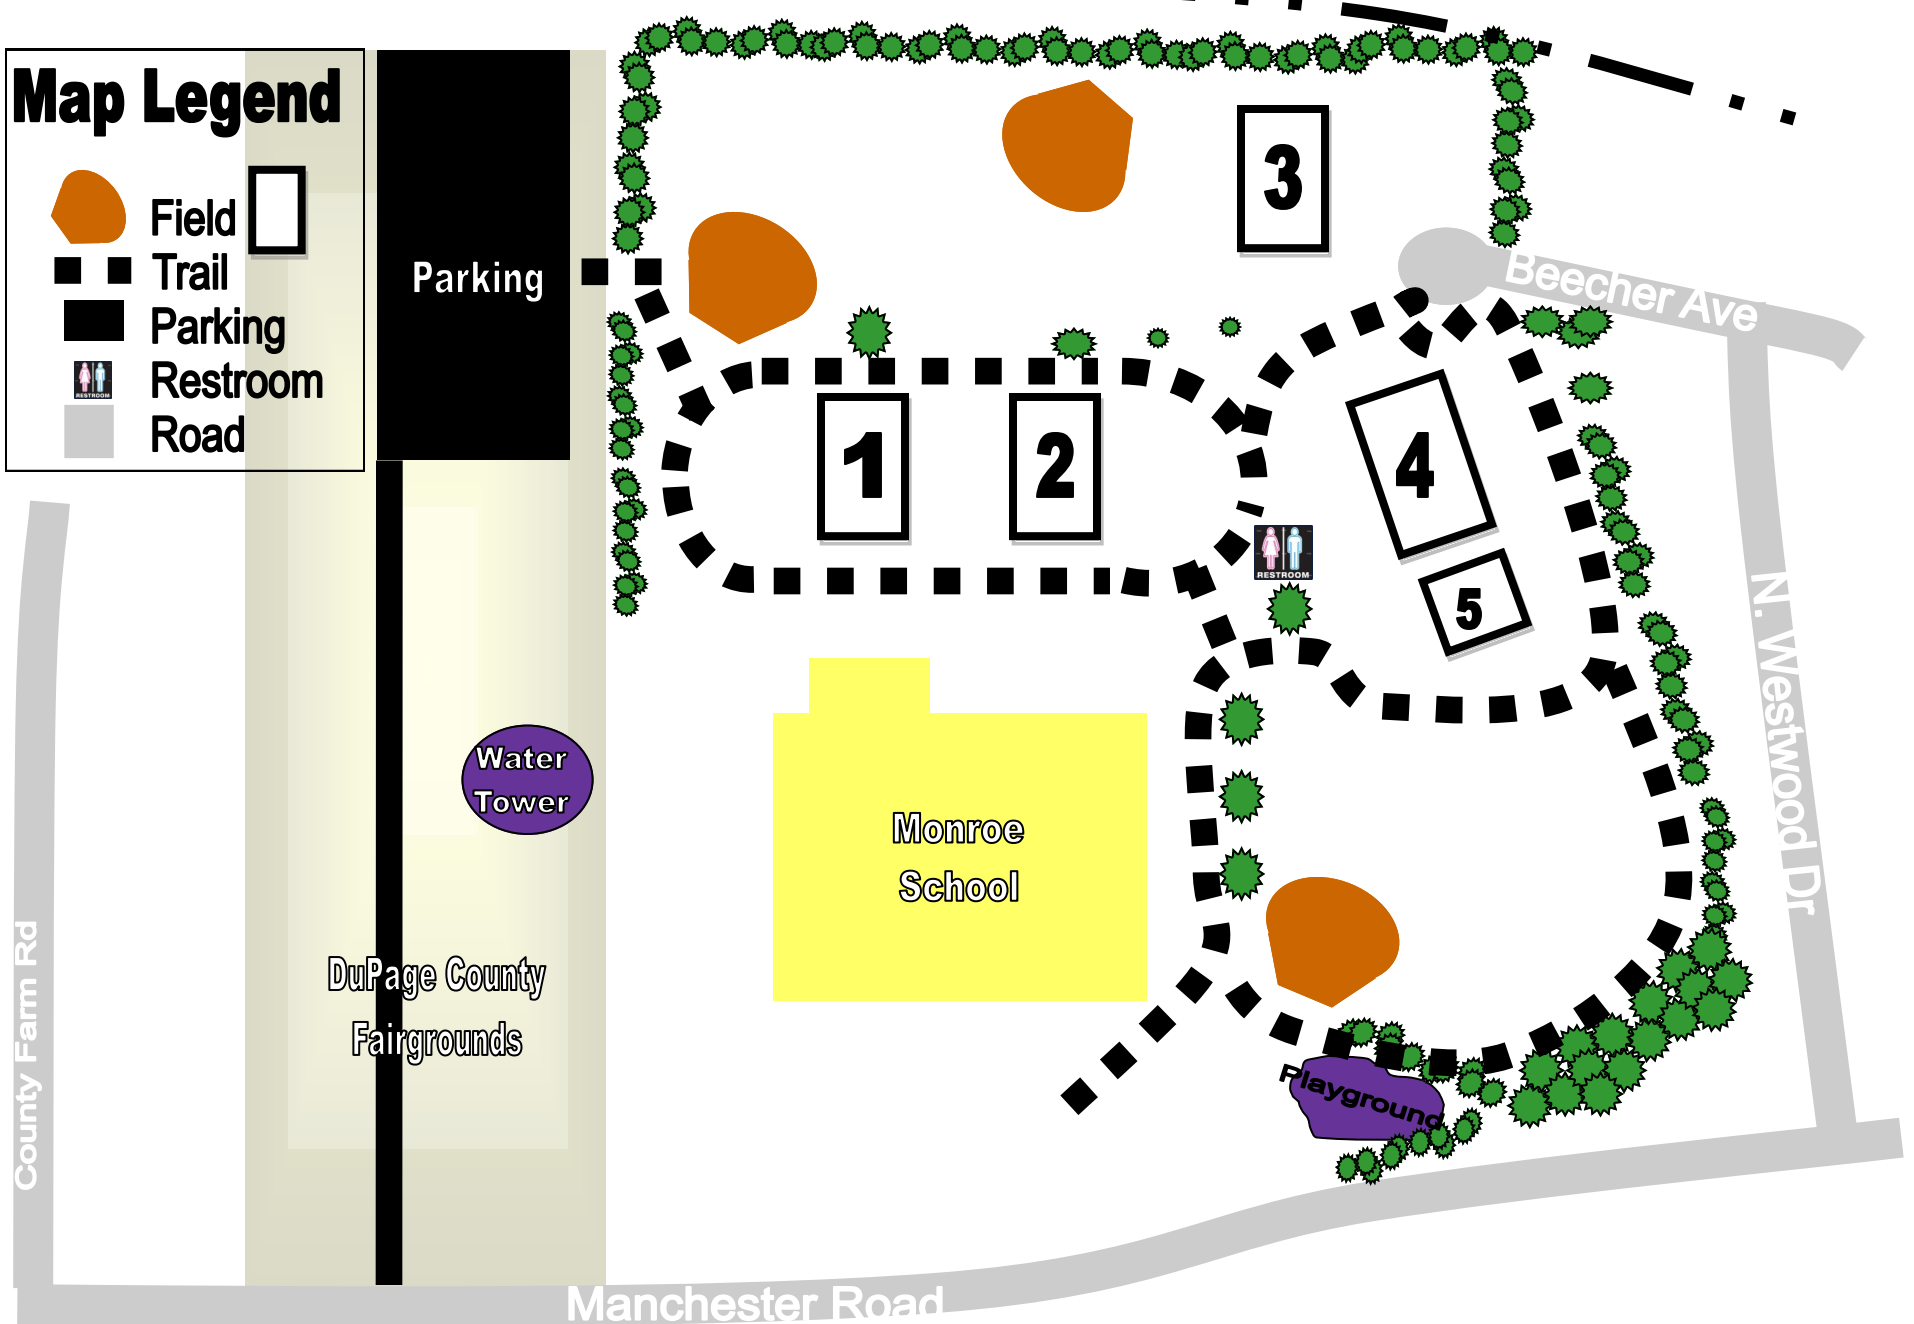 Map Legend
Field
Trail
Parking
RESTROOM
Restroom
Road
Parking
3
Beecher Ave
1
2
4
5
RESTROOM
N. Westwood Dr
Water
Tower
Monroe
School
DuPage County
Fairgrounds
County Farm Rd
Playground
Manchester Road